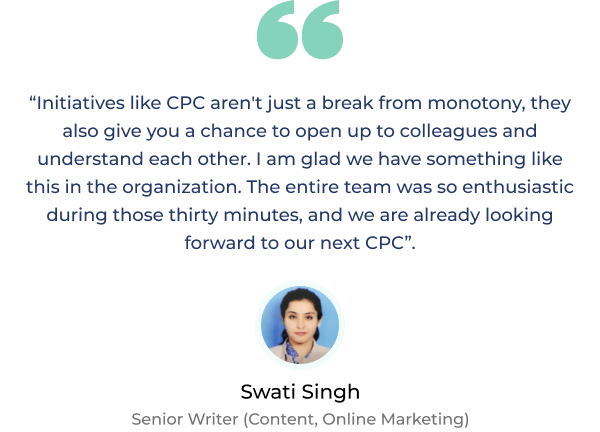 “Initiatives like CPC aren't just a break from monotony, they
also give you a chance to open up to colleagues and
understand each other. I am glad we have something like
this in the organization. The entire team was so enthusiastic
during those thirty minutes, and we are already looking
forward to our next CPC”.
Swati Singh
Senior Writer (Content, Online Marketing)